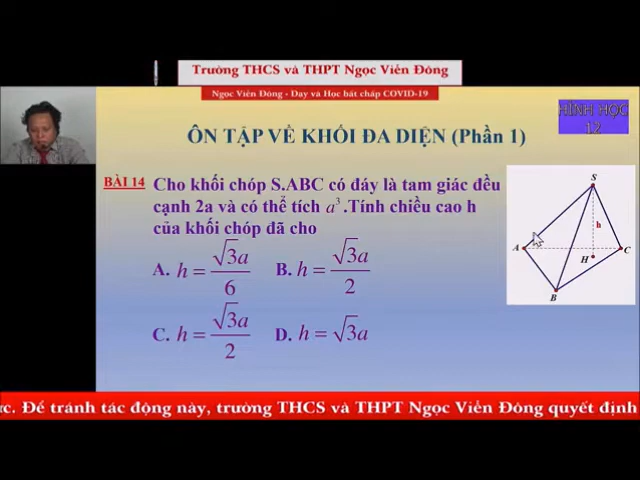 Trường THCS và THPT Ngọc Viễn Đông
Ngọc Viễn Đông - Dạy và Học bất chấp COVID-19
HÌNH HỌC
12
ÔN TẬP VỀ KHỐI ĐA DIỆN (Phần 1)
BÀI 14 Cho khối chóp S.ABC có đáy là tam giác đều
cạnh 2a và có thể tích a³.Tính chiều cao h
của khối chóp đã cho
A. h = √3a/6 B. h = √3a/2
C. h = √3a/2 D. h = √3a
S
h
A
C
H
B
ức. Để tránh tác động này, trường THCS và THPT Ngọc Viễn Đông quyết định